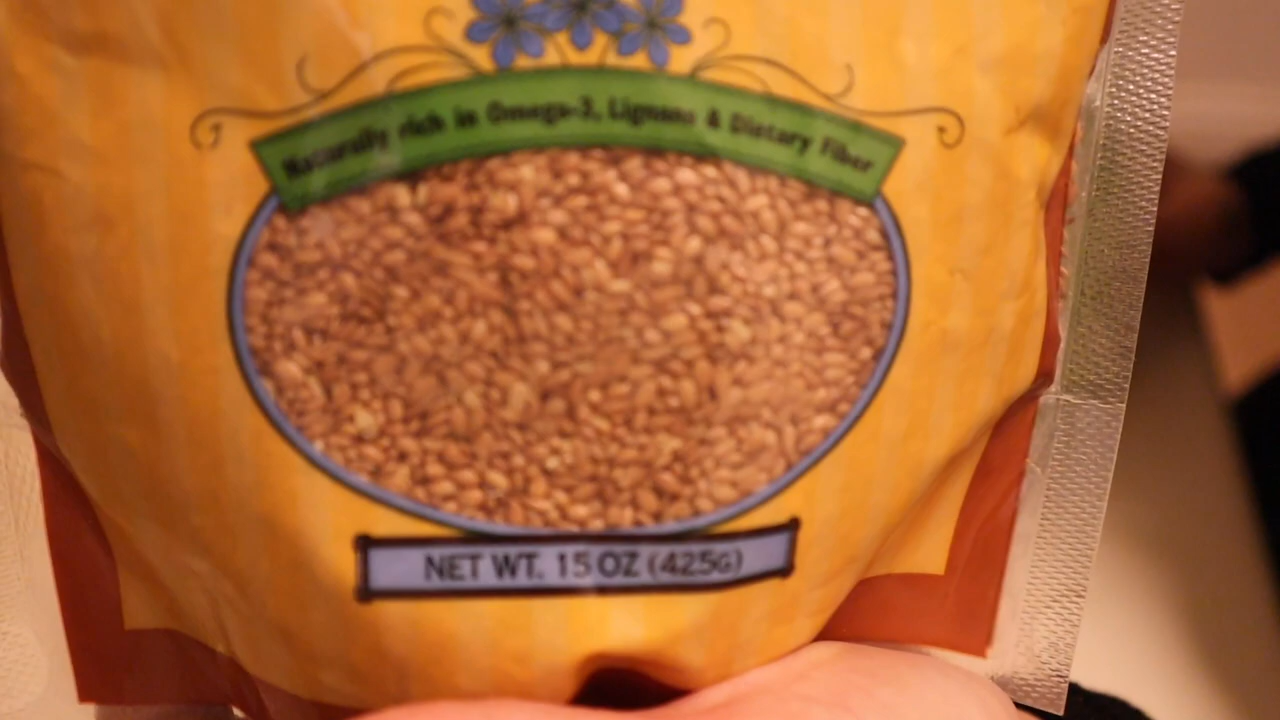 Naturally rich in Omega-3, Lignans & Dietary Fiber
NET WT. 15 OZ (425G)